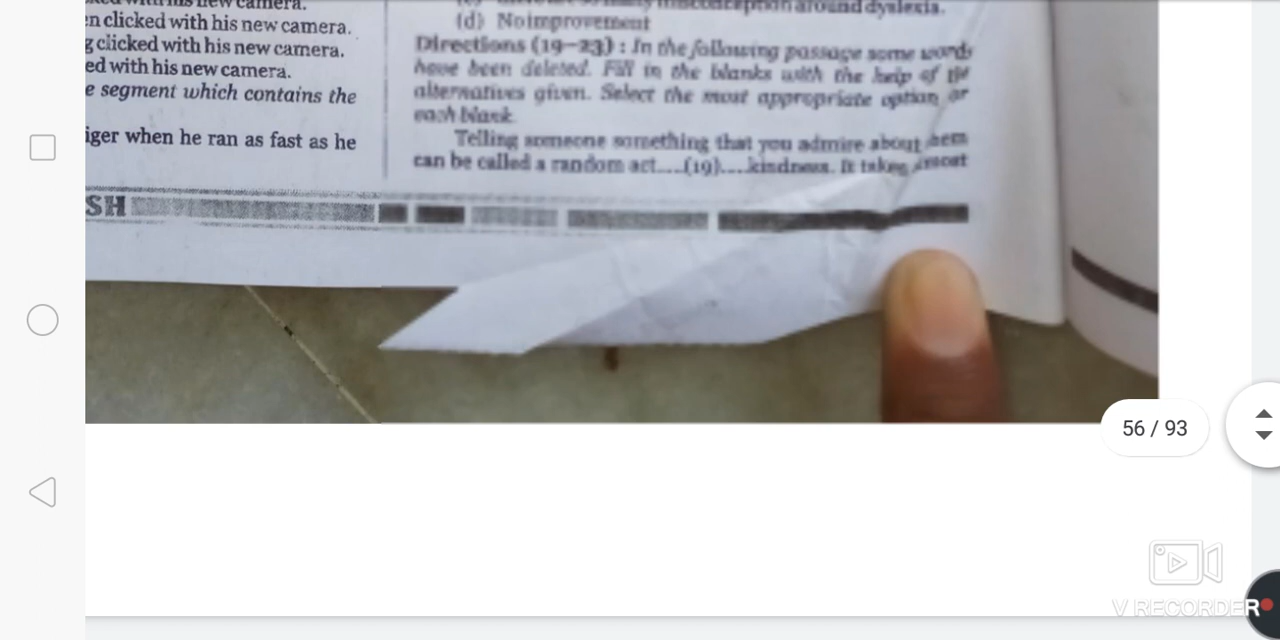 en clicked with his new camera.
g clicked with his new camera.
ed with his new camera.
e segment which contains the
iger when he ran as fast as he
SH
around dyslexia.
(d) No improvement
Directions (19–23) : In the following passage some words
have been deleted. Fill in the blanks with the help of the
alternatives given. Select the most appropriate option or
each blank
Telling someone something that you admire about hem
can be called a random act....(19)....kindness. It takes
56 / 93
V RECORDER